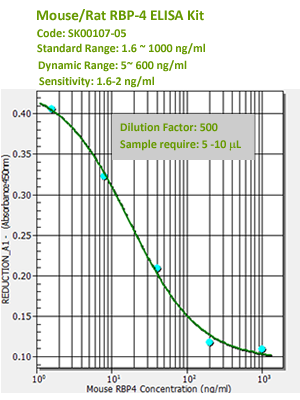 Mouse/Rat RBP-4 ELISA Kit
Code: SK00107-05
Standard Range: 1.6 ~ 1000 ng/ml
Dynamic Range: 5~ 600 ng/ml
Sensitivity: 1.6-2 ng/ml
Dilution Factor: 500
Sample require: 5 -10 µL
REDUCTION_A1 - (Absorbance450nm)
0.40
0.35
0.30
0.25
0.20
0.15
0.10
10⁰ 10¹ 10² 10³
Mouse RBP4 Concentration (ng/ml)